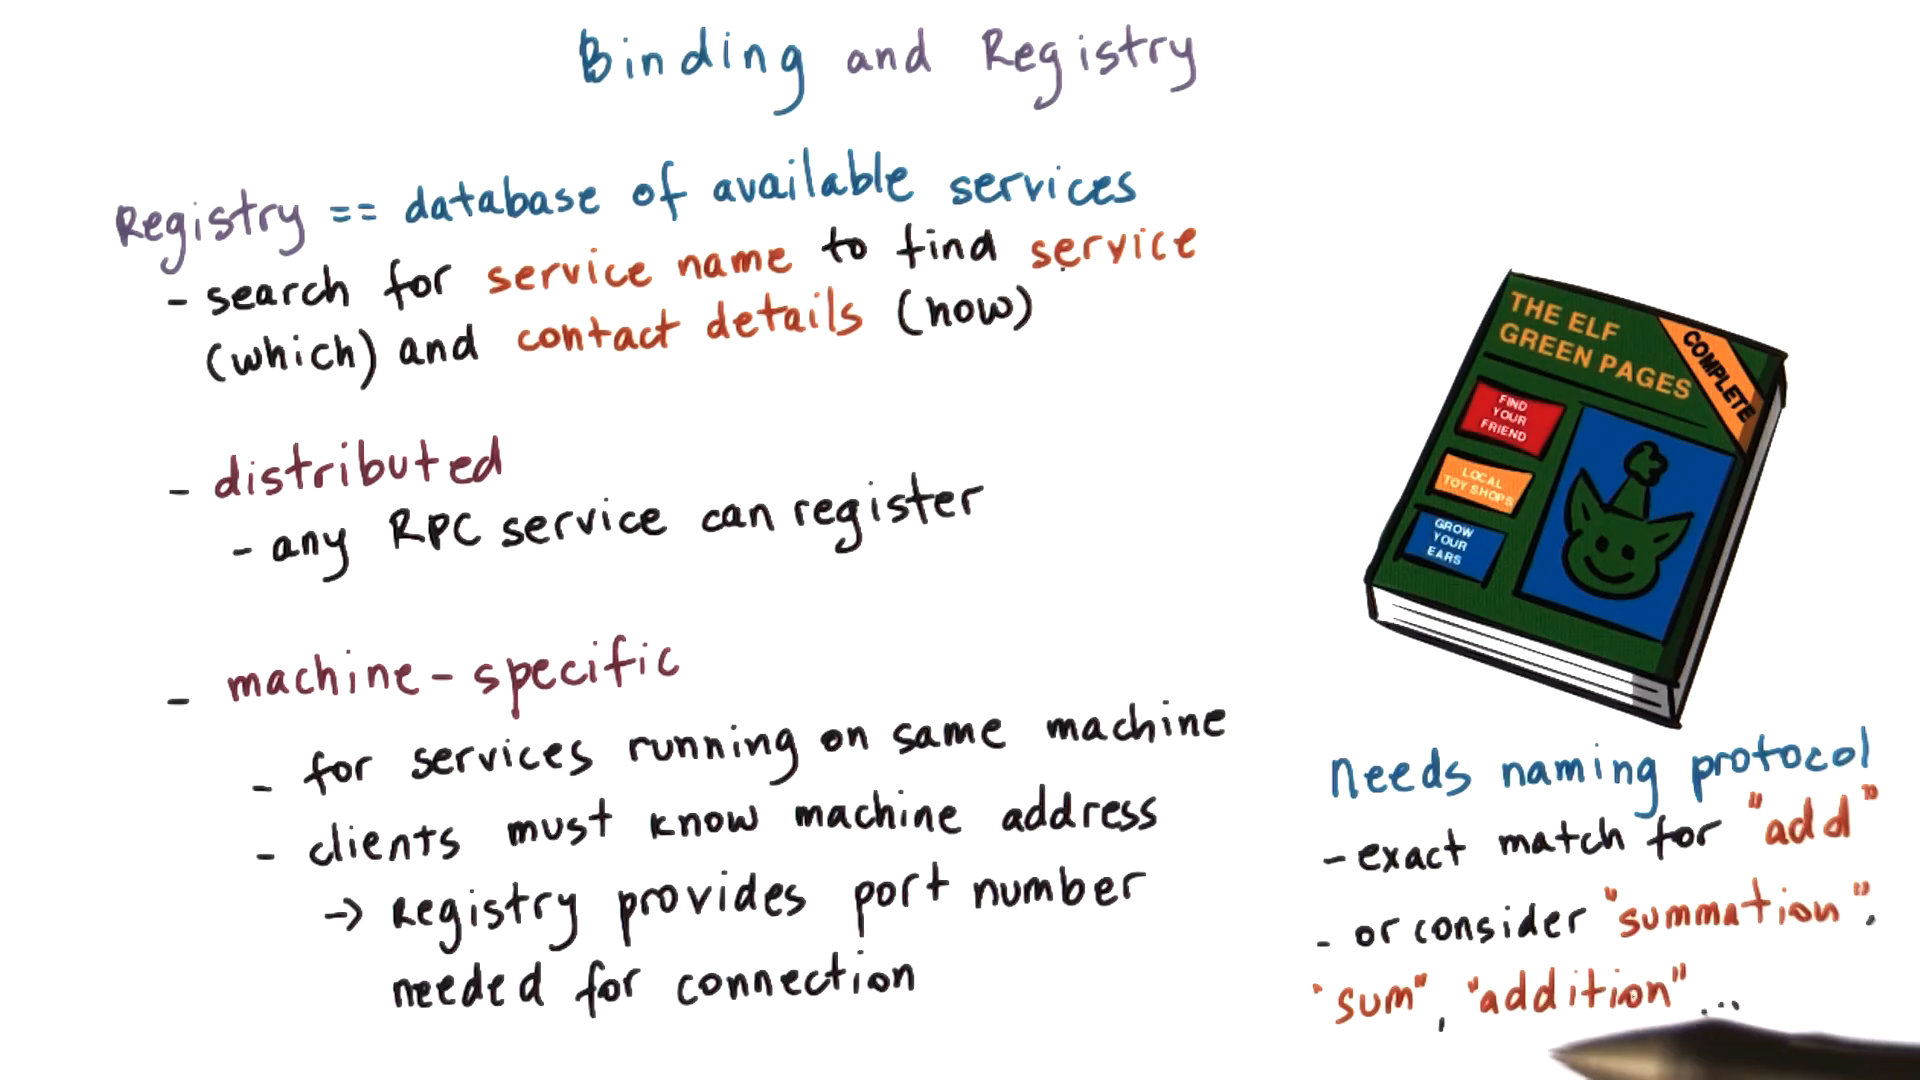 Binding and Registry
Registry == database of available services
- search for service name to find service
(which) and contact details (how)
- distributed
- any RPC service can register
- machine-specific
- for services running on same machine
- clients must know machine address
-> Registry provides port number
needed for connection
THE ELF
GREEN PAGES
COMPLETE
FIND
YOUR
FRIEND
LOCAL
TOY SHOPS
GROW
YOUR
EARS
Needs naming protocol
- exact match for "add"
- or consider "summation",
"sum", "addition"...